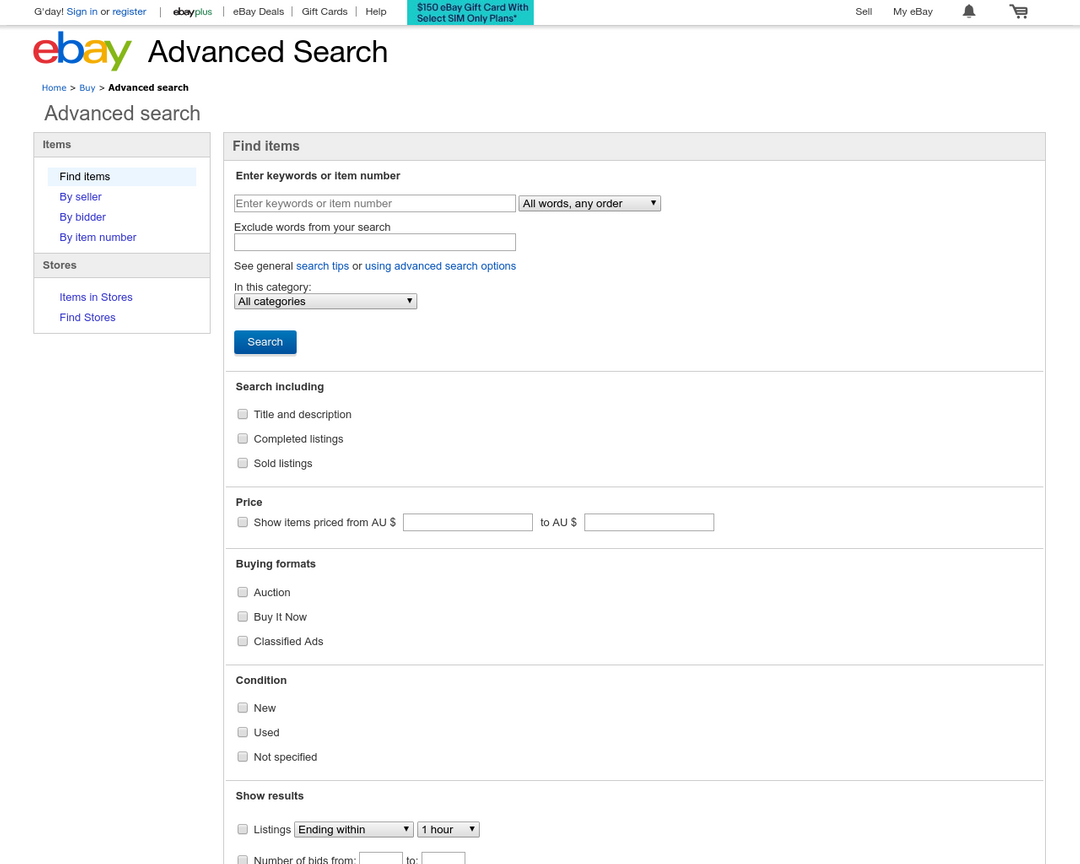 G'day! Sign in or register | ebayplus | eBay Deals | Gift Cards | Help
$150 eBay Gift Card With
Select SIM Only Plans*
Sell My eBay
ebay Advanced Search
Home > Buy > Advanced search
Advanced search
Items
Find items
By seller
By bidder
By item number
Stores
Items in Stores
Find Stores
Find items
Enter keywords or item number
Enter keywords or item number All words, any order
Exclude words from your search
See general search tips or using advanced search options
In this category:
All categories
Search
Search including
Title and description
Completed listings
Sold listings
Price
Show items priced from AU $ to AU $
Buying formats
Auction
Buy It Now
Classified Ads
Condition
New
Used
Not specified
Show results
Listings Ending within 1 hour
Number of bids from: to: